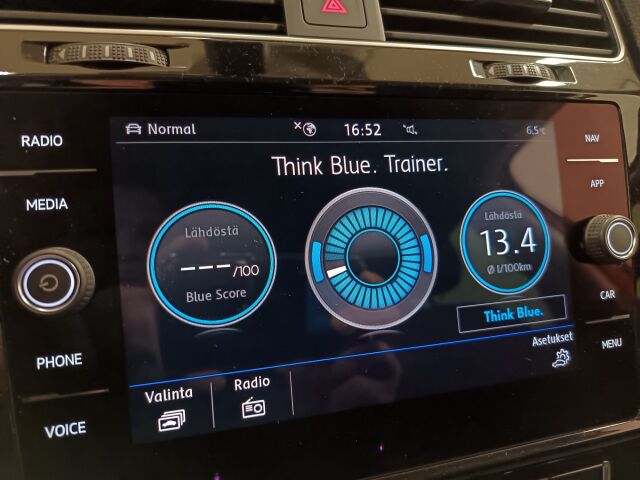 RADIO
MEDIA
PHONE
VOICE
Normal
16:52
6.5°C
Think Blue. Trainer.
Lähdöstä
---/100
Blue Score
Lähdöstä
13.4
Ø l/100km
Think Blue.
Asetukset
Valinta
Radio
NAV
APP
CAR
MENU